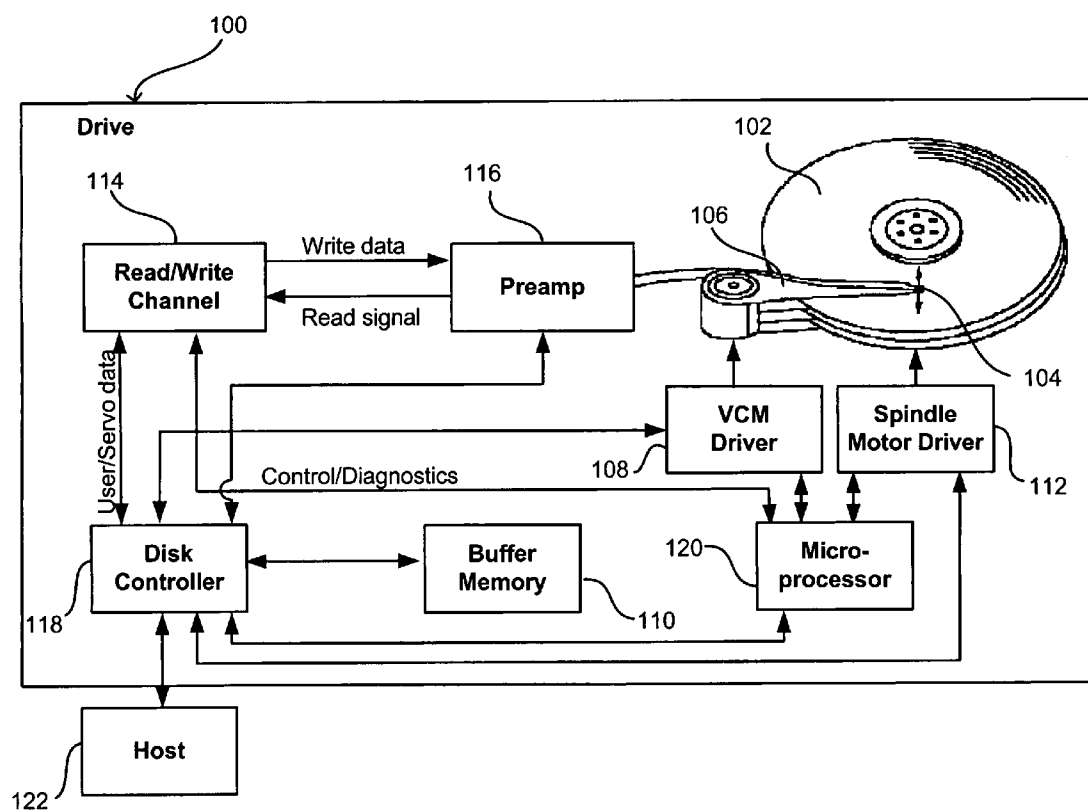 100
Drive
102
114
116
106
Write data
Read/Write
Channel
Preamp
Read signal
104
User/Servo data
VCM
Driver
Spindle
Motor Driver
108
112
Control/Diagnostics
Disk
Controller
Buffer
Memory
120
Micro-
processor
118
110
Host
122